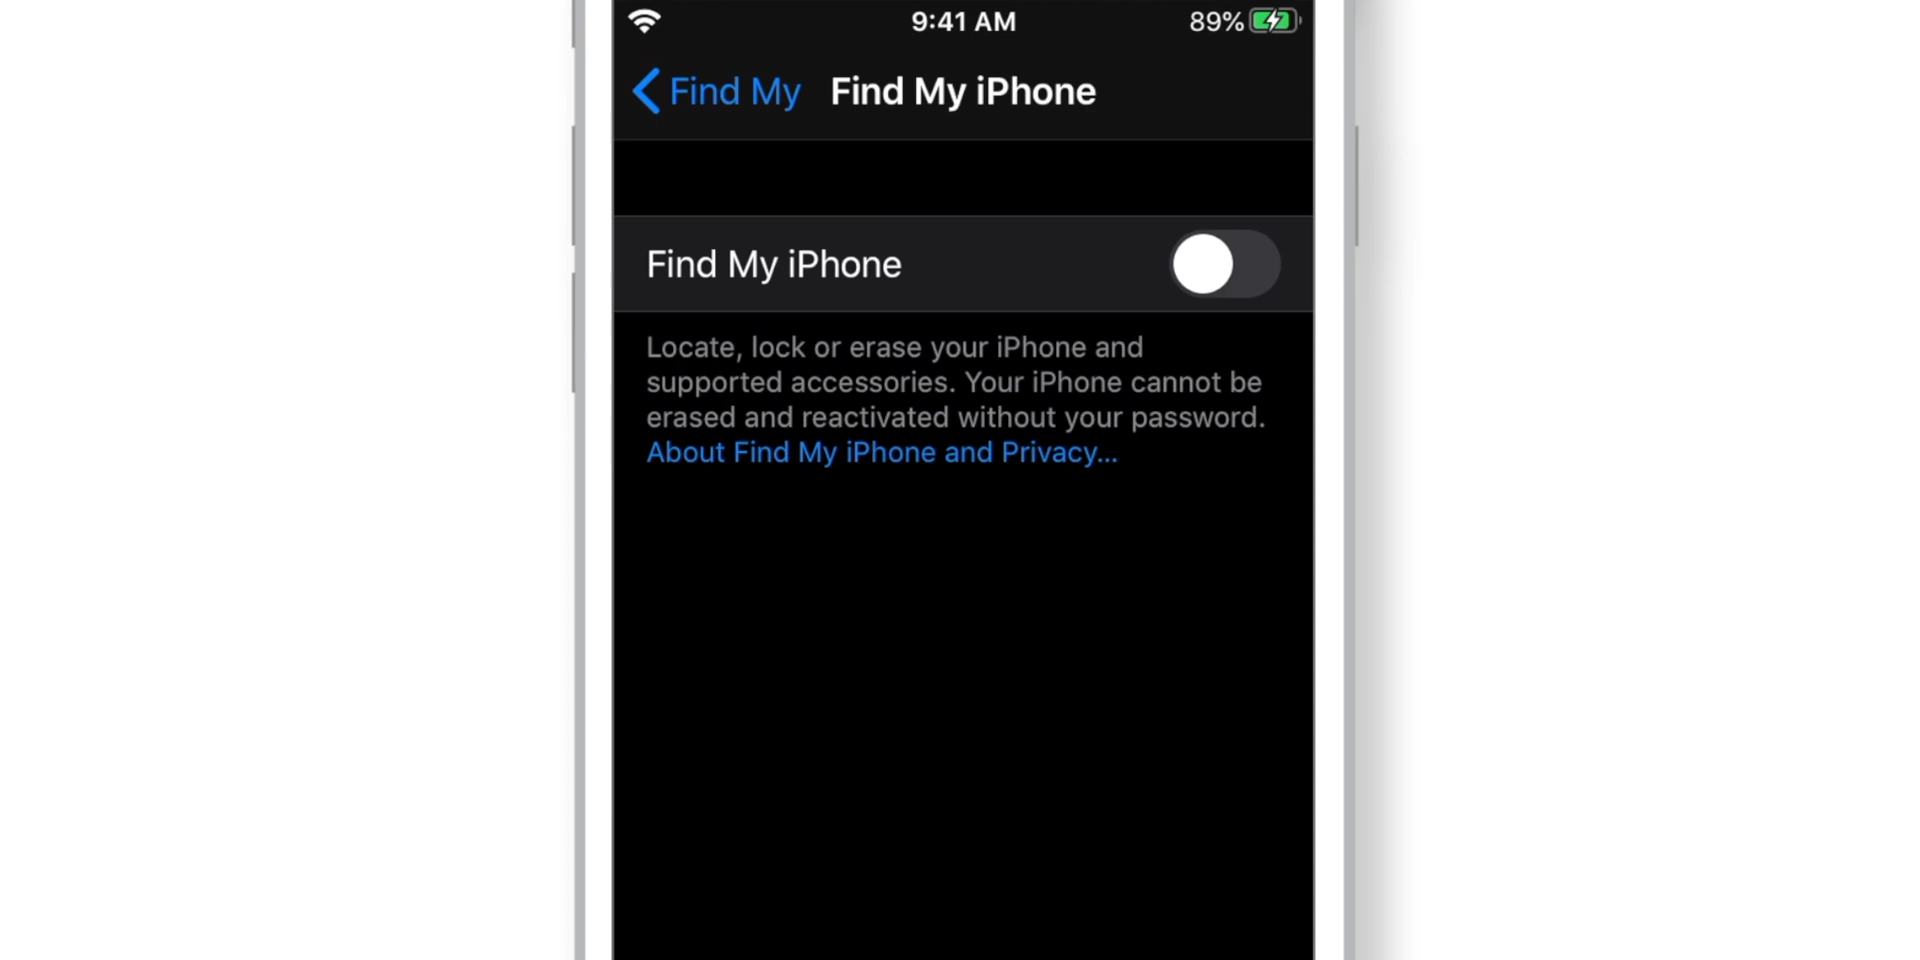 9:41 AM 89%
Find My Find My iPhone
Find My iPhone
Locate, lock or erase your iPhone and
supported accessories. Your iPhone cannot be
erased and reactivated without your password.
About Find My iPhone and Privacy...